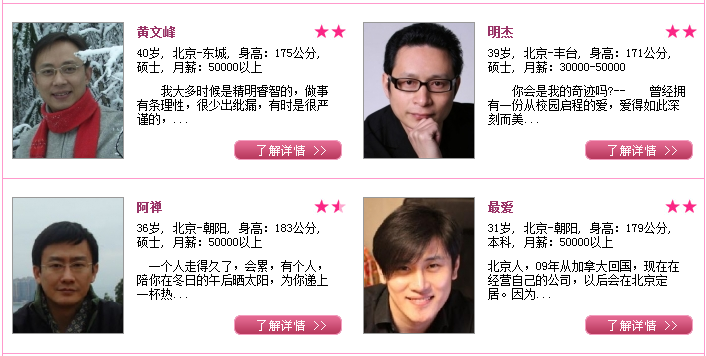 黄文峰
40岁, 北京-东城, 身高: 175公分,
硕士, 月薪: 50000以上
我大多时候是精明睿智的，做事
有条理性，很少出纰漏，有时是很严
谨的，...
了解详情 >>
明杰
39岁, 北京-丰台, 身高: 171公分,
硕士, 月薪: 30000-50000
你会是我的奇迹吗?-- 曾经拥
有一份从校园启程的爱，爱得如此深
刻而美...
了解详情 >>
阿禅
36岁, 北京-朝阳, 身高: 183公分,
硕士, 月薪: 50000以上
一个人走得久了，会累，有个人，
陪你在冬日的午后晒太阳，为你递上
一杯热...
了解详情 >>
最爱
31岁, 北京-朝阳, 身高: 179公分,
本科, 月薪: 50000以上
北京人，09年从加拿大回国，现在在
经营自己的公司，以后会在北京定
居。因为...
了解详情 >>